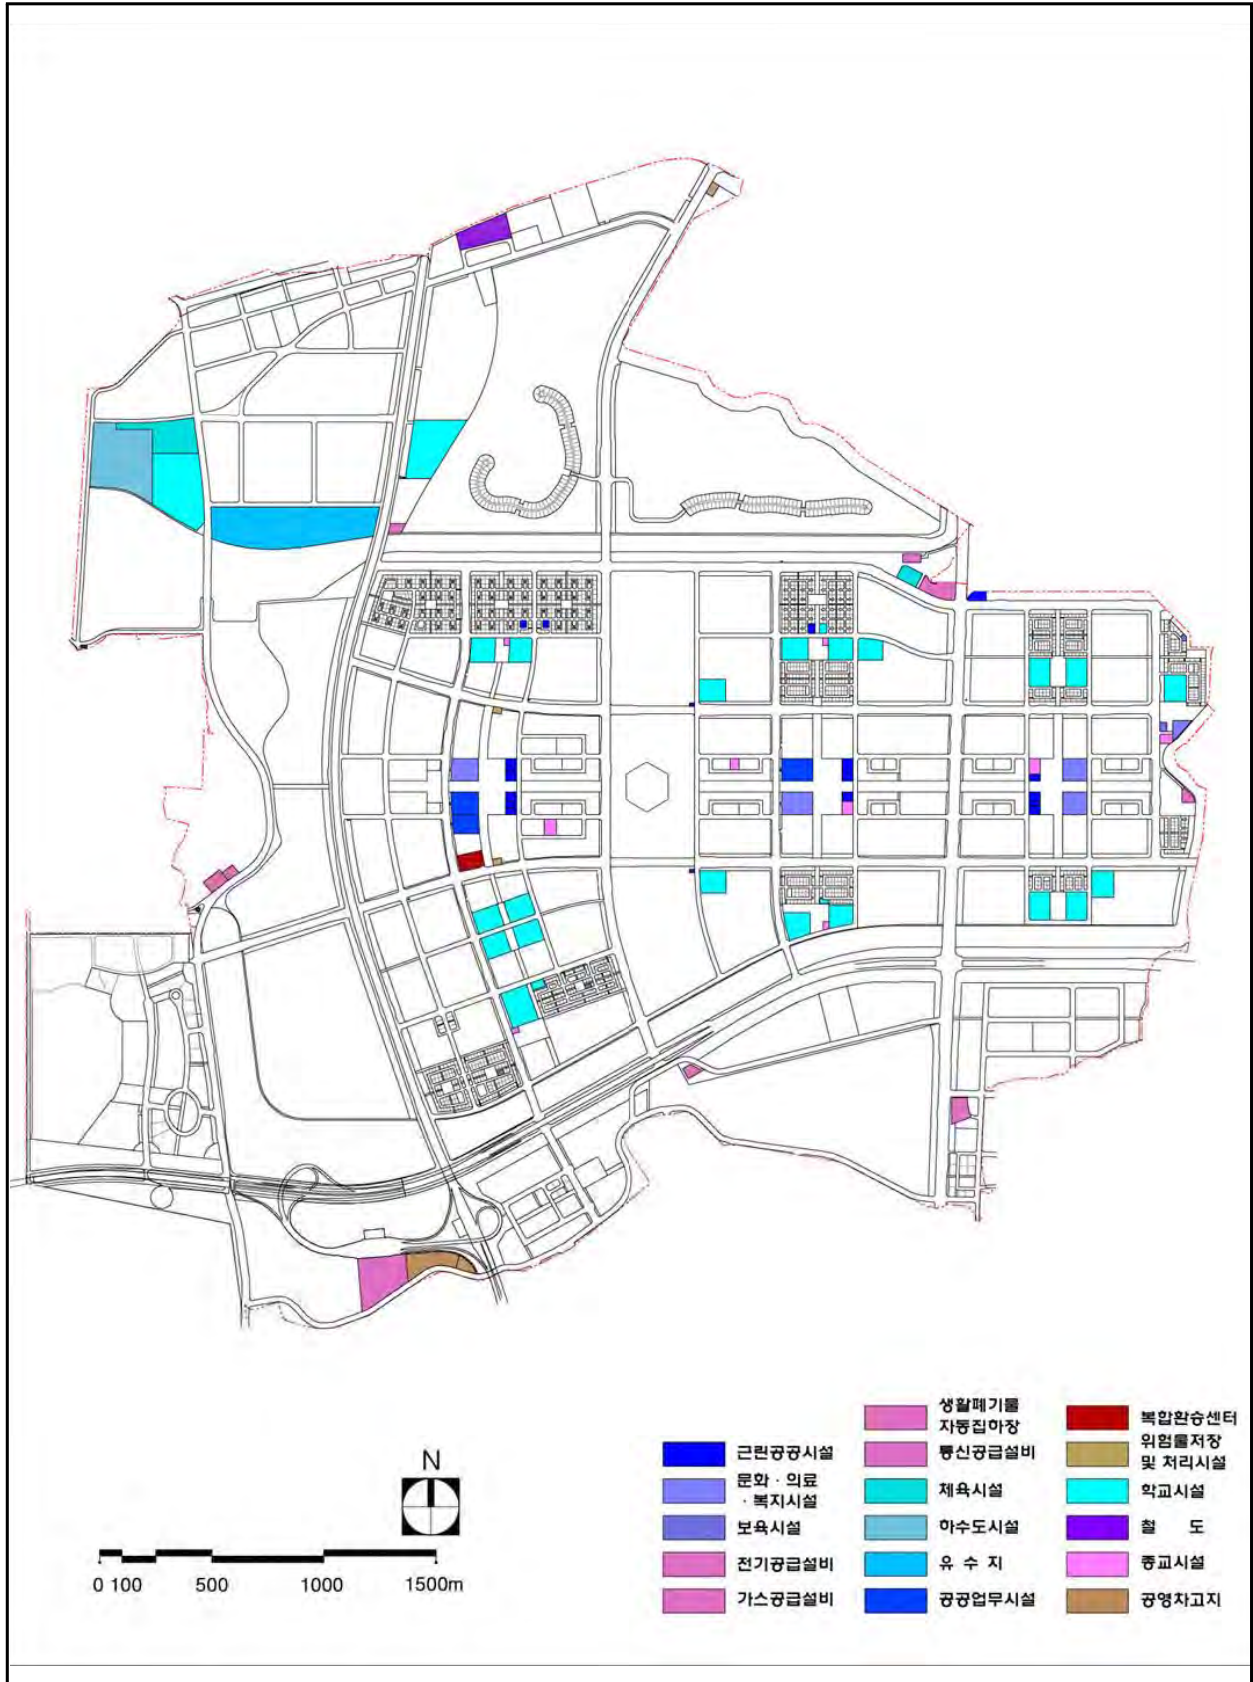 N
0 100 500 1000 1500m
근린공공시설
문화 · 의료
· 복지시설
보육시설
전기공급설비
가스공급설비
생활폐기물
자동집하장
통신공급설비
체육시설
하수도시설
유 수 지
공공업무시설
복합환승센터
위험물저장
및 처리시설
학교시설
철 도
종교시설
공영차고지